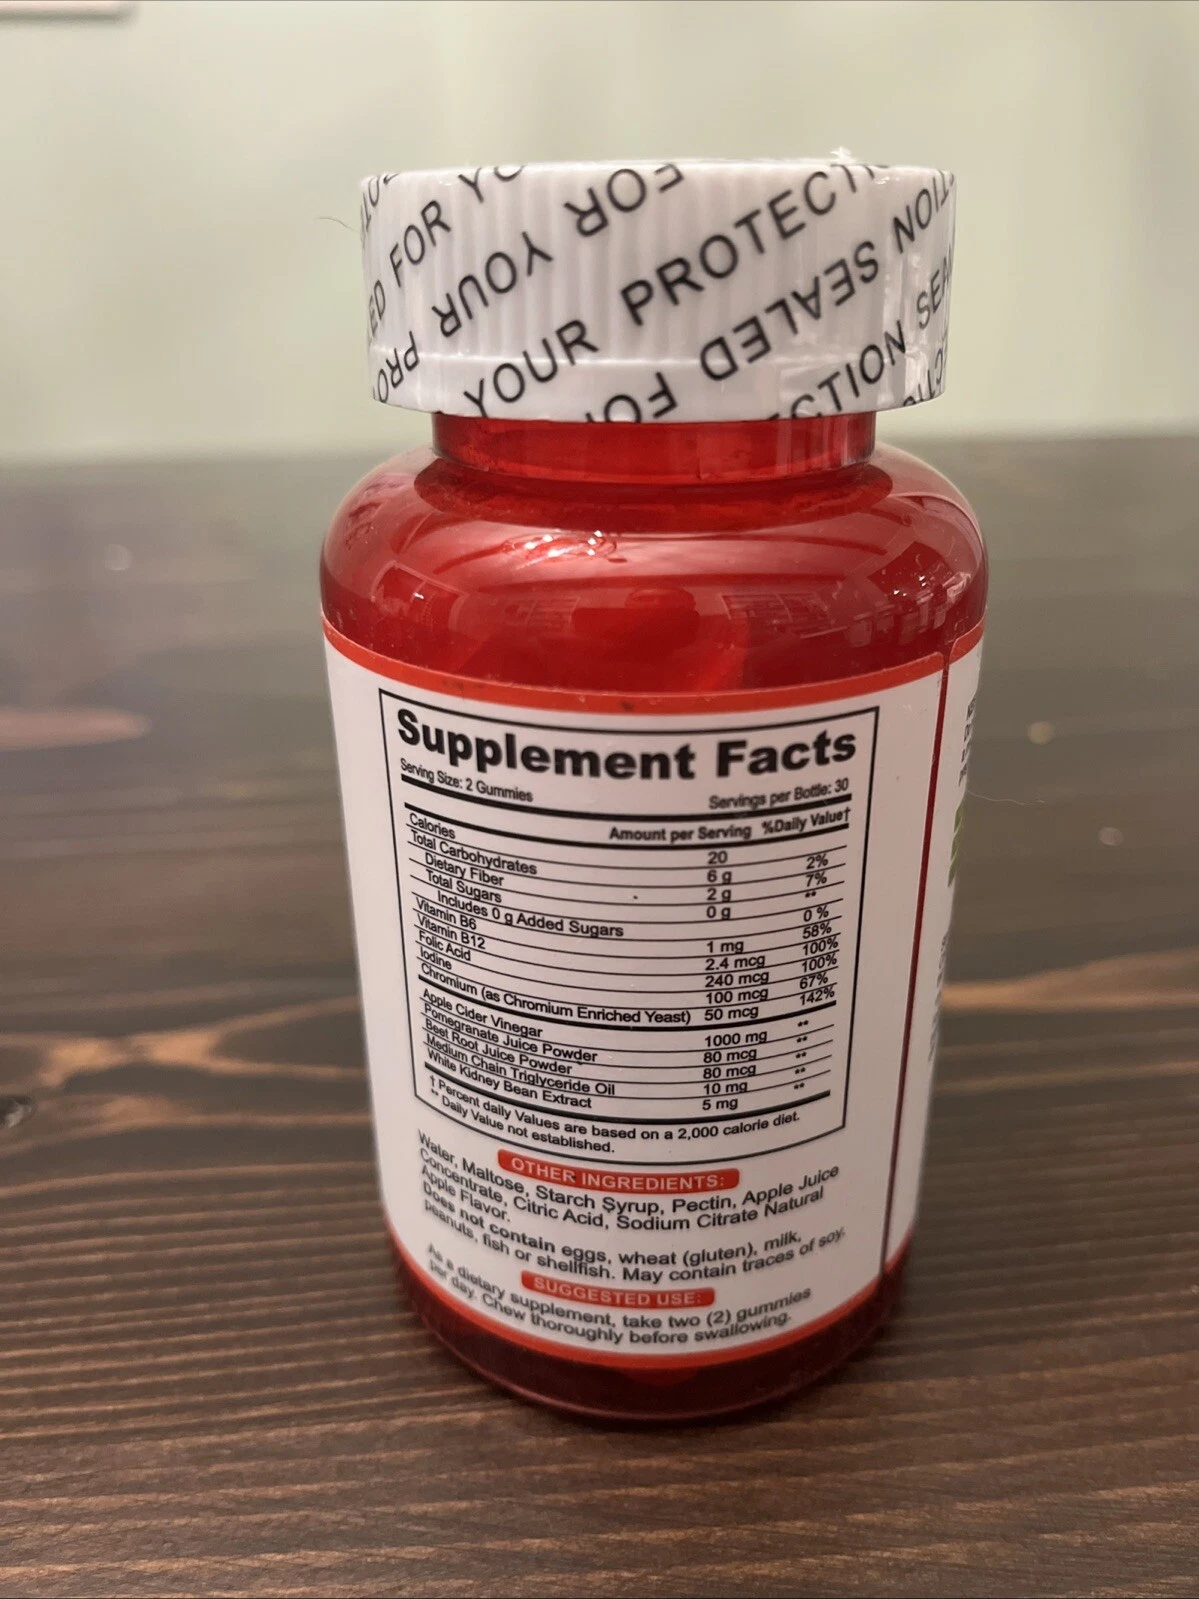 FOR
FOR
YOUR
YOUR PROTECTI
SEALED
FOR
CTION
Supplement Facts
Serving Size: 2 Gummies Servings per Bottle: 30
Amount per Serving %Daily Value†
Calories 20
Total Carbohydrates 6 g 2%
Dietary Fiber 2 g 7%
Total Sugars 0 g **
Includes 0 g Added Sugars 0 %
Vitamin B6 1 mg 58%
Vitamin B12 2.4 mcg 100%
Folic Acid 240 mcg 100%
Iodine 100 mcg 67%
Chromium (as Chromium Enriched Yeast) 50 mcg 142%
Apple Cider Vinegar 1000 mg **
Pomegranate Juice Powder 80 mcg **
Beet Root Juice Powder 80 mcg **
Medium Chain Triglyceride Oil 10 mg **
White Kidney Bean Extract 5 mg **
† Percent daily Values are based on a 2,000 calorie diet.
** Daily Value not established.
OTHER INGREDIENTS:
Water, Maltose, Starch Syrup, Pectin, Apple Juice
Concentrate, Citric Acid, Sodium Citrate Natural
Apple Flavor.
Does not contain eggs, wheat (gluten), milk,
peanuts, fish or shellfish. May contain traces of soy.
SUGGESTED USE:
As a dietary supplement, take two (2) gummies
per day. Chew thoroughly before swallowing.